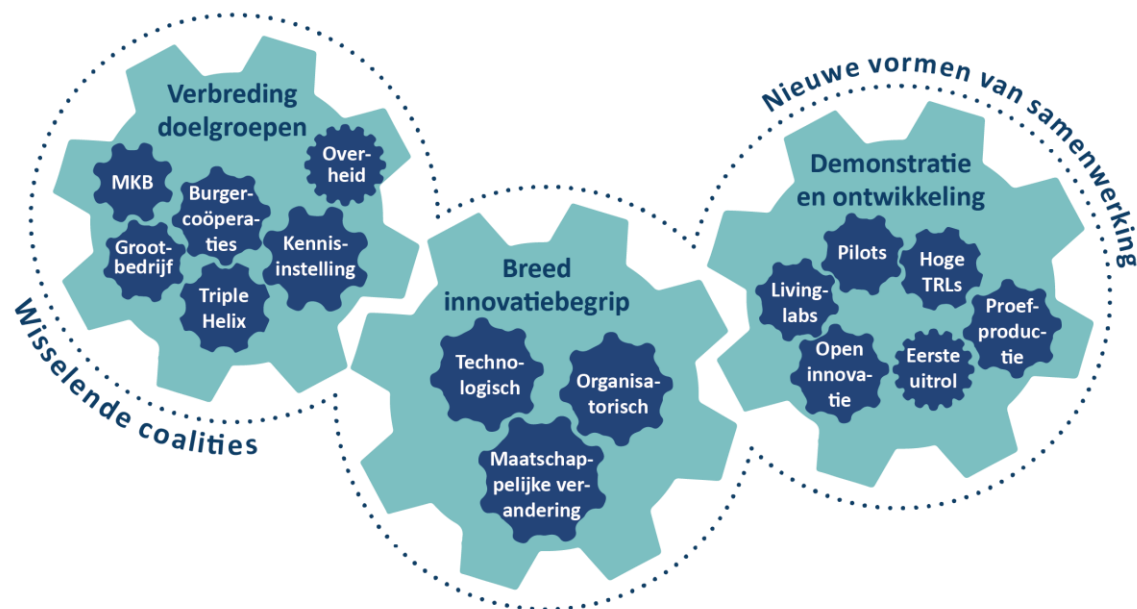 Verbreding
doelgroepen
MKB
Burger-
coöpera-
ties
Over-
heid
Groot-
bedrijf
Kennis-
instelling
Triple
Helix
Wisselende coalities
Breed
innovatiebegrip
Techno-
logisch
Organisa-
torisch
Maatschap-
pelijke ver-
andering
Nieuwe vormen van samenwerking
Demonstratie
en ontwikkeling
Pilots
Hoge
TRLs
Living-
labs
Proef-
produc-
tie
Open
innova-
tie
Eerste
uitrol